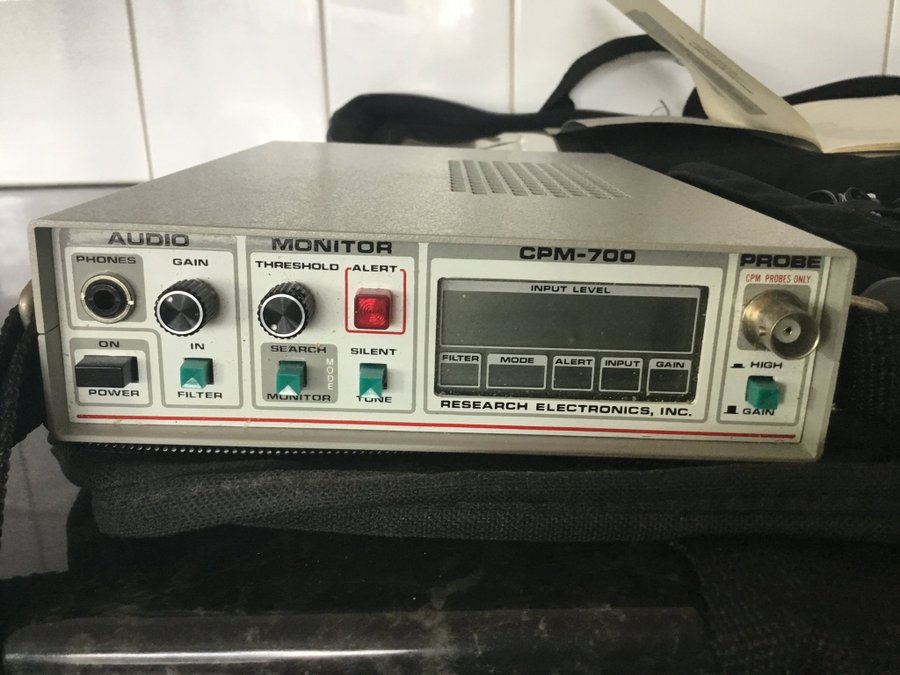 AUDIO
PHONES
GAIN
ON
POWER
IN
FILTER
MONITOR
THRESHOLD
ALERT
SEARCH
MODE
MONITOR
SILENT
TONE
CPM-700
INPUT LEVEL
FILTER
MODE
ALERT
INPUT
GAIN
RESEARCH ELECTRONICS, INC.
PROBE
CPM PROBES ONLY
HIGH
GAIN